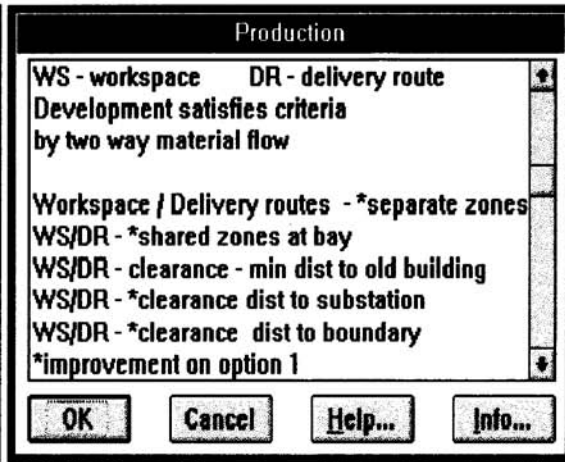 Production
WS - workspace DR - delivery route
Development satisfies criteria
by two way material flow
Workspace / Delivery routes - *separate zones
WS/DR - *shared zones at bay
WS/DR - clearance - min dist to old building
WS/DR - *clearance dist to substation
WS/DR - *clearance dist to boundary
*improvement on option 1
OK Cancel Help... Info...